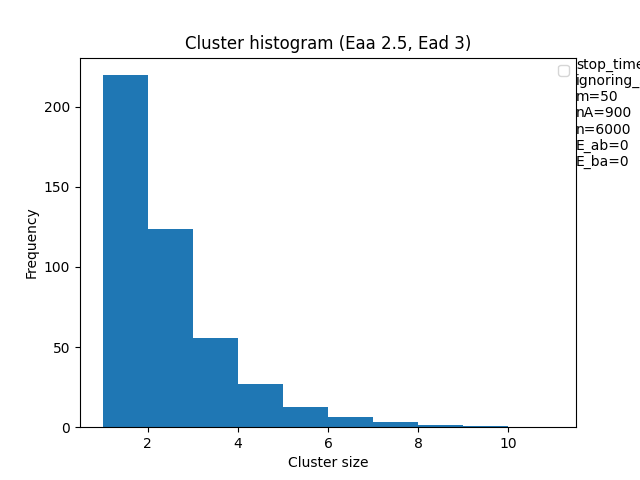 Cluster histogram (Eaa 2.5, Ead 3)
stop_time
ignoring_
m=50
nA=900
n=6000
E_ab=0
E_ba=0
Frequency
200
150
100
50
0
2 4 6 8 10
Cluster size